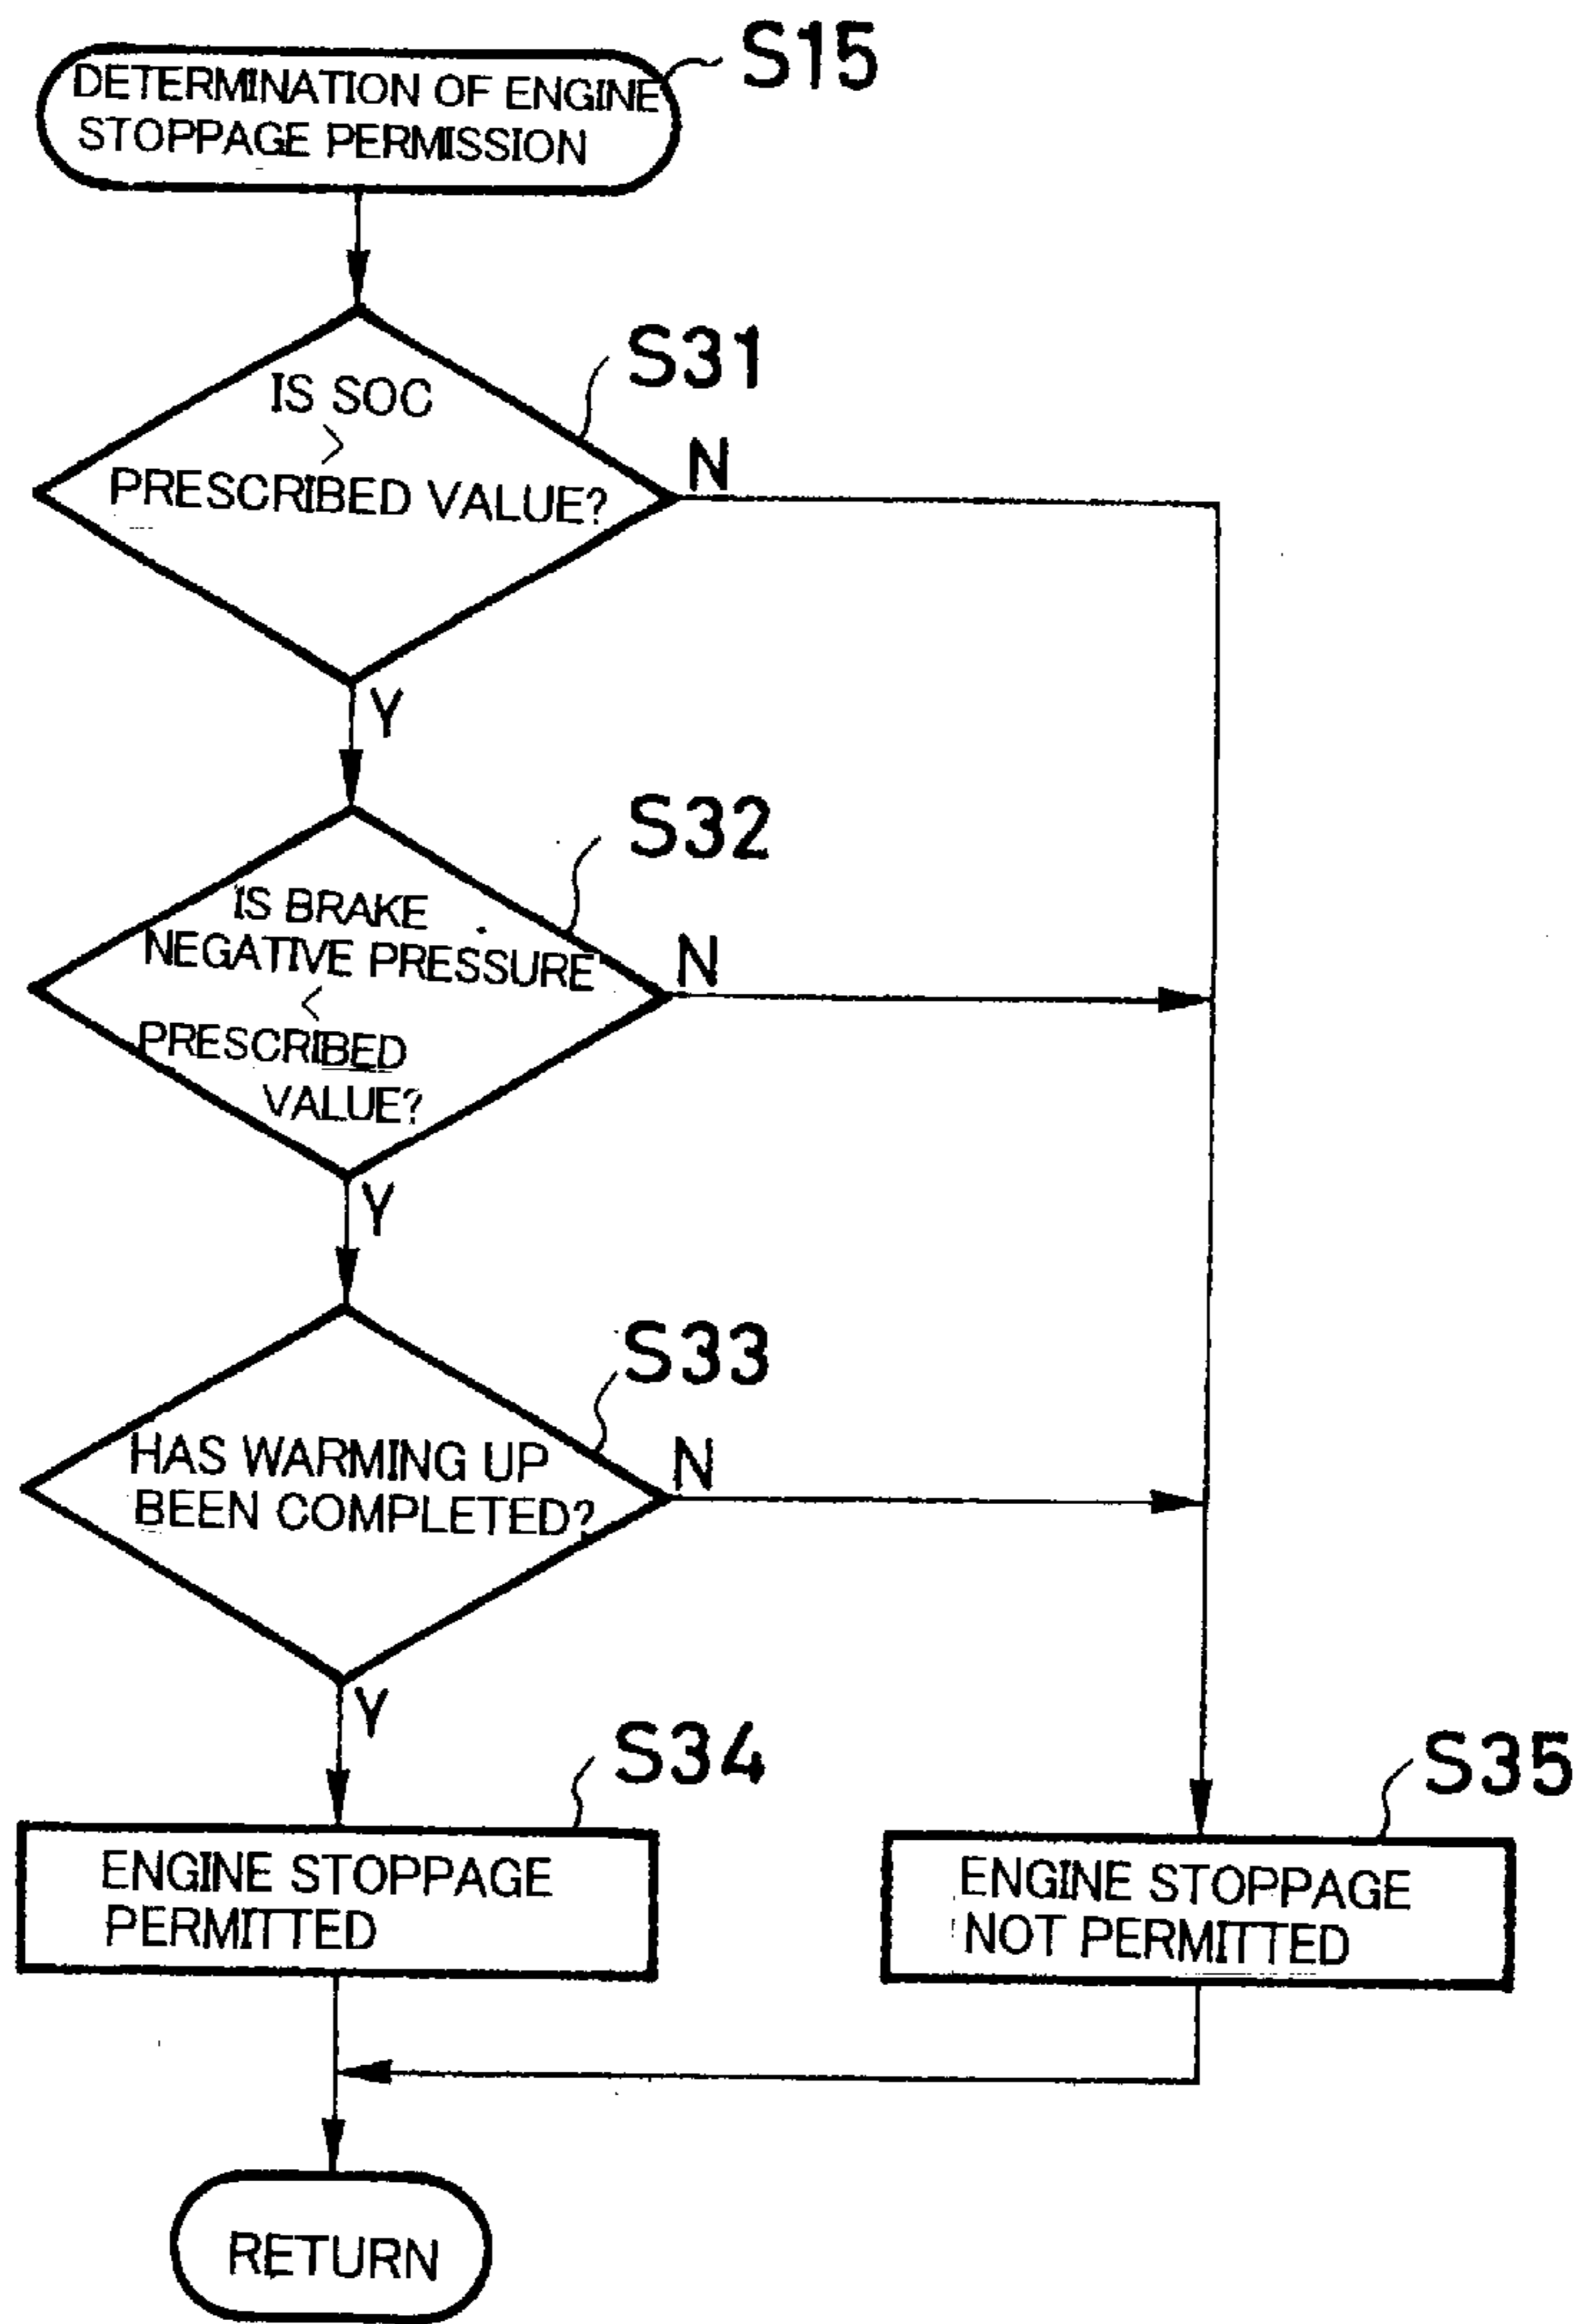 S15
DETERMINATION OF ENGINE
STOPPAGE PERMISSION
S31
IS SOC
>
PRESCRIBED VALUE?
N
Y
S32
IS BRAKE
NEGATIVE PRESSURE
<
PRESCRIBED
VALUE?
N
Y
S33
HAS WARMING UP
BEEN COMPLETED?
N
Y
S34
ENGINE STOPPAGE
PERMITTED
S35
ENGINE STOPPAGE
NOT PERMITTED
RETURN